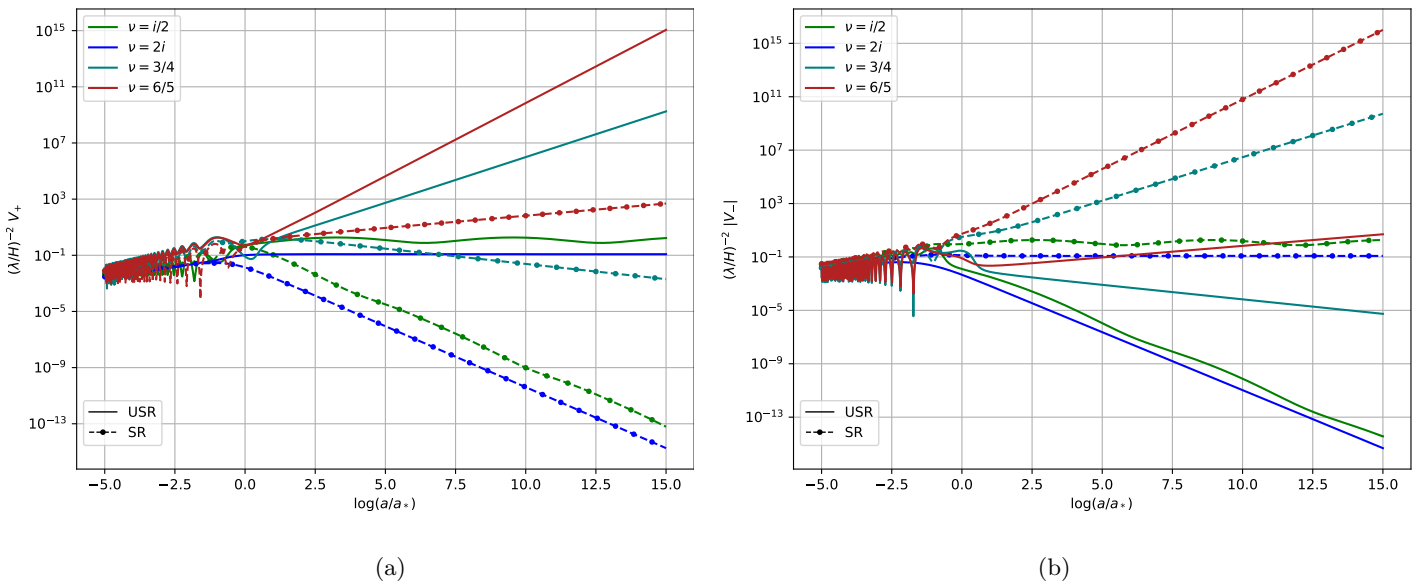 10^15
10^11
10^7
10^3
10^−1
10^−5
10^−9
10^−13
(λ/H)^−2 V_+
ν = i/2
ν = 2i
ν = 3/4
ν = 6/5
USR
SR
−5.0 −2.5 0.0 2.5 5.0 7.5 10.0 12.5 15.0
log(a/a_*)
(a)
10^15
10^11
10^7
10^3
10^−1
10^−5
10^−9
10^−13
(λ/H)^−2 |V_−|
ν = i/2
ν = 2i
ν = 3/4
ν = 6/5
USR
SR
−5.0 −2.5 0.0 2.5 5.0 7.5 10.0 12.5 15.0
log(a/a_*)
(b)